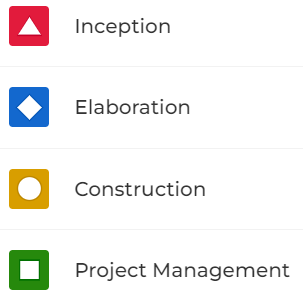 Inception
Elaboration
Construction
Project Management